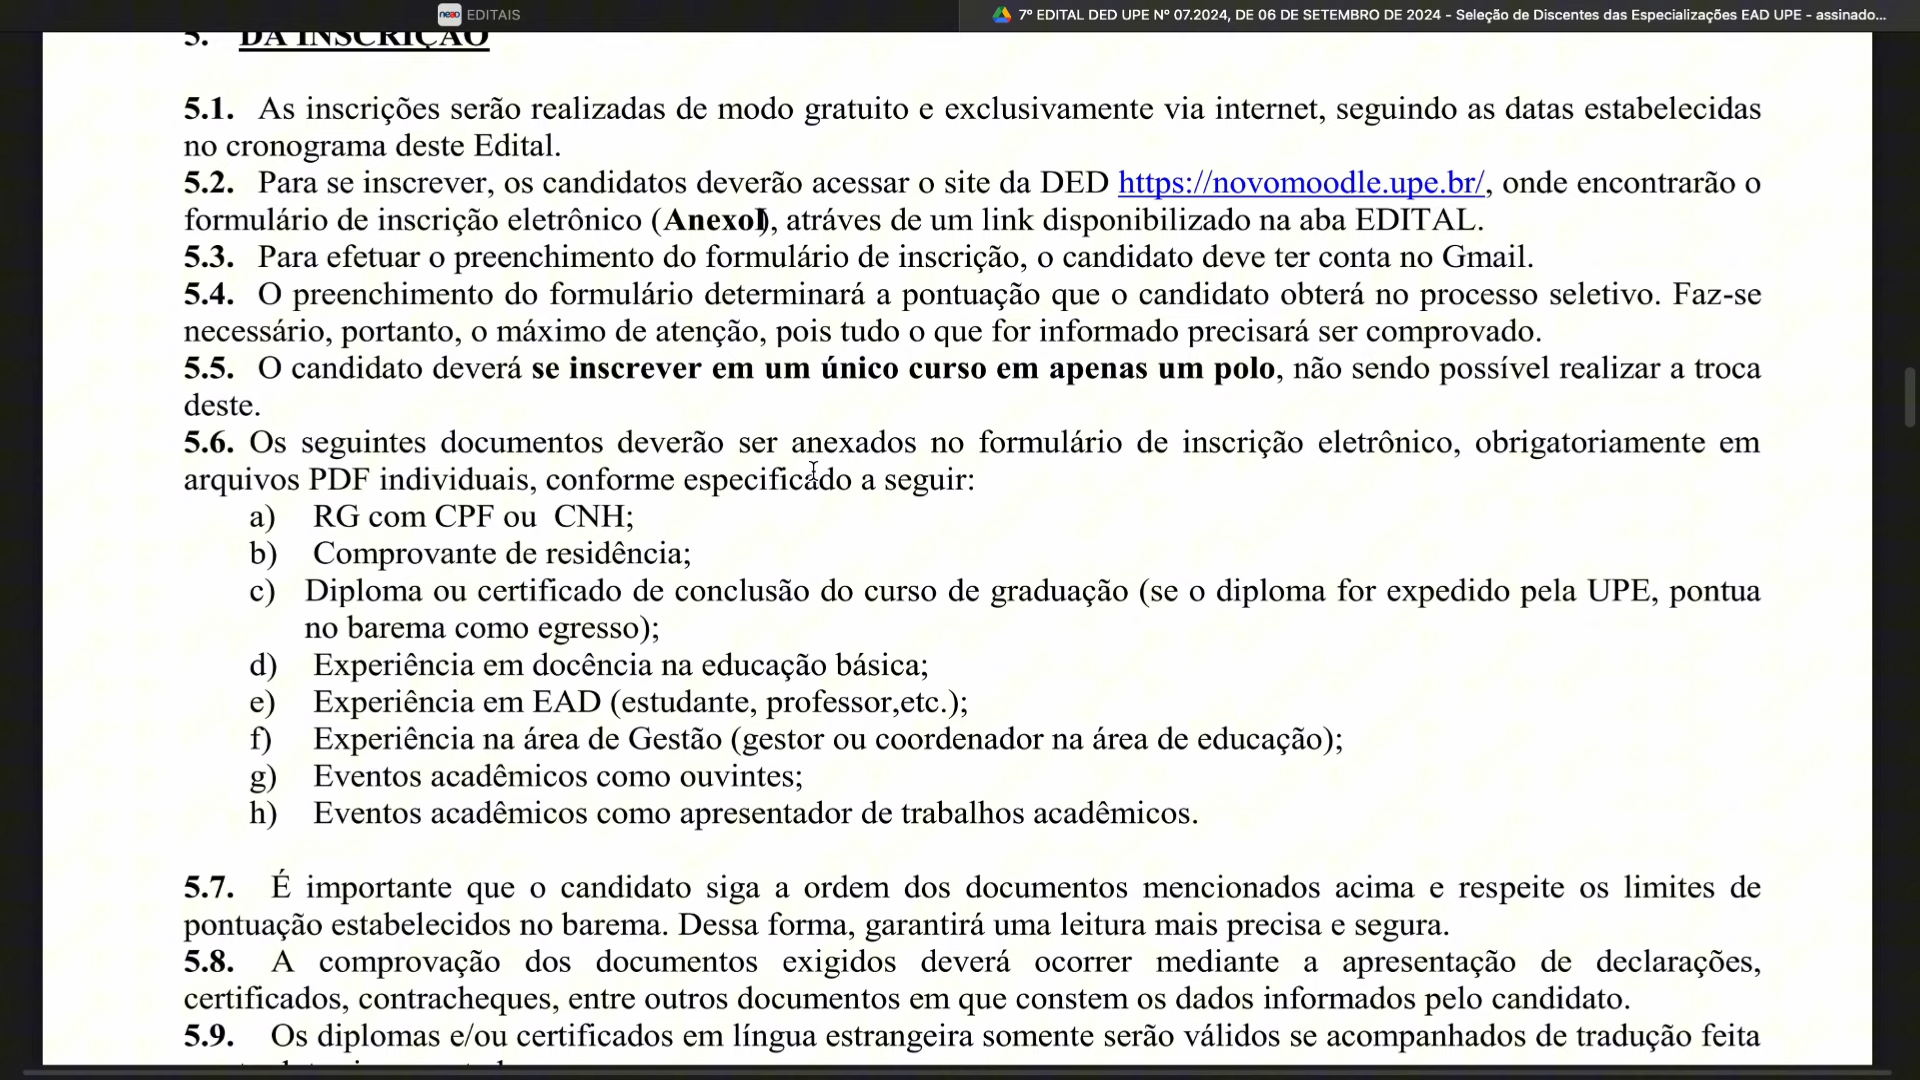 nead EDITAIS
7º EDITAL DED UPE Nº 07.2024, DE 06 DE SETEMBRO DE 2024 - Seleção de Discentes das Especializações EAD UPE - assinado...
5. DA INSCRIÇÃO
5.1. As inscrições serão realizadas de modo gratuito e exclusivamente via internet, seguindo as datas estabelecidas
no cronograma deste Edital.
5.2. Para se inscrever, os candidatos deverão acessar o site da DED https://novomoodle.upe.br/, onde encontrarão o
formulário de inscrição eletrônico (AnexoI), atráves de um link disponibilizado na aba EDITAL.
5.3. Para efetuar o preenchimento do formulário de inscrição, o candidato deve ter conta no Gmail.
5.4. O preenchimento do formulário determinará a pontuação que o candidato obterá no processo seletivo. Faz-se
necessário, portanto, o máximo de atenção, pois tudo o que for informado precisará ser comprovado.
5.5. O candidato deverá se inscrever em um único curso em apenas um polo, não sendo possível realizar a troca
deste.
5.6. Os seguintes documentos deverão ser anexados no formulário de inscrição eletrônico, obrigatoriamente em
arquivos PDF individuais, conforme especificado a seguir:
a) RG com CPF ou CNH;
b) Comprovante de residência;
c) Diploma ou certificado de conclusão do curso de graduação (se o diploma for expedido pela UPE, pontua
no barema como egresso);
d) Experiência em docência na educação básica;
e) Experiência em EAD (estudante, professor,etc.);
f) Experiência na área de Gestão (gestor ou coordenador na área de educação);
g) Eventos acadêmicos como ouvintes;
h) Eventos acadêmicos como apresentador de trabalhos acadêmicos.
5.7. É importante que o candidato siga a ordem dos documentos mencionados acima e respeite os limites de
pontuação estabelecidos no barema. Dessa forma, garantirá uma leitura mais precisa e segura.
5.8. A comprovação dos documentos exigidos deverá ocorrer mediante a apresentação de declarações,
certificados, contracheques, entre outros documentos em que constem os dados informados pelo candidato.
5.9. Os diplomas e/ou certificados em língua estrangeira somente serão válidos se acompanhados de tradução feita